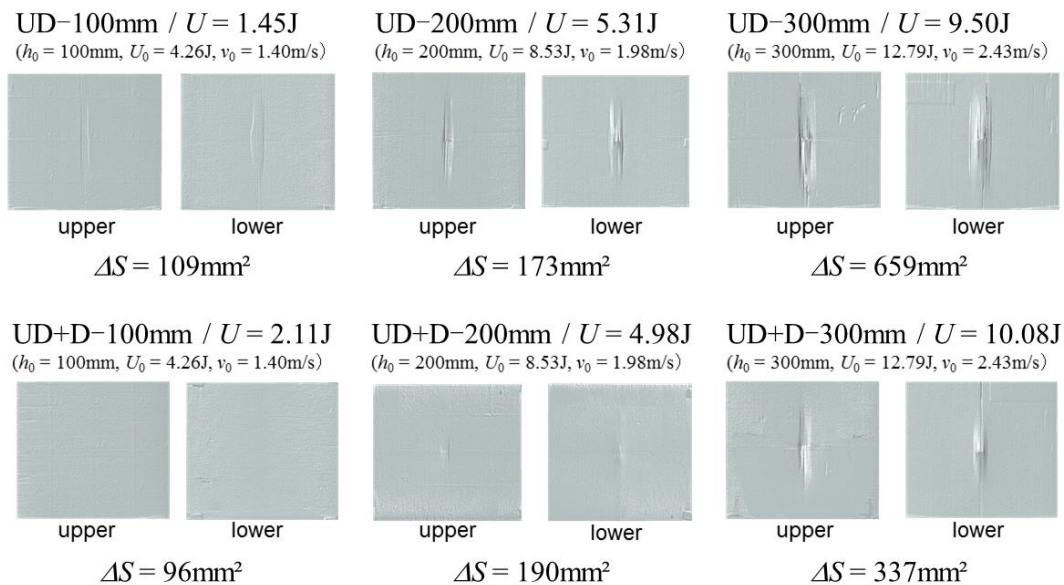 UD−100mm / U = 1.45J
(h₀ = 100mm, U₀ = 4.26J, v₀ = 1.40m/s)
upper
lower
ΔS = 109mm²
UD−200mm / U = 5.31J
(h₀ = 200mm, U₀ = 8.53J, v₀ = 1.98m/s)
upper
lower
ΔS = 173mm²
UD−300mm / U = 9.50J
(h₀ = 300mm, U₀ = 12.79J, v₀ = 2.43m/s)
upper
lower
ΔS = 659mm²
UD+D−100mm / U = 2.11J
(h₀ = 100mm, U₀ = 4.26J, v₀ = 1.40m/s)
upper
lower
ΔS = 96mm²
UD+D−200mm / U = 4.98J
(h₀ = 200mm, U₀ = 8.53J, v₀ = 1.98m/s)
upper
lower
ΔS = 190mm²
UD+D−300mm / U = 10.08J
(h₀ = 300mm, U₀ = 12.79J, v₀ = 2.43m/s)
upper
lower
ΔS = 337mm²